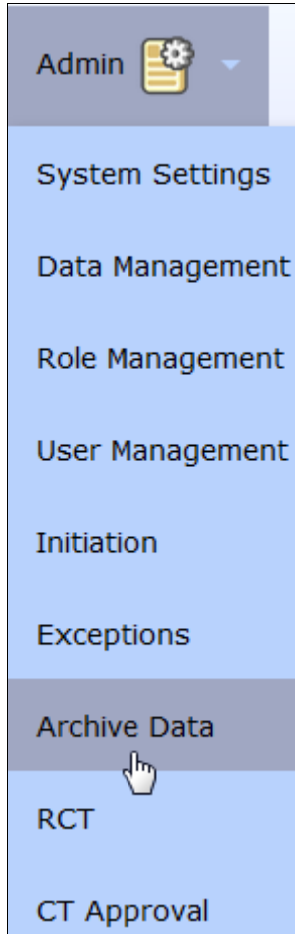 Admin
System Settings
Data Management
Role Management
User Management
Initiation
Exceptions
Archive Data
RCT
CT Approval